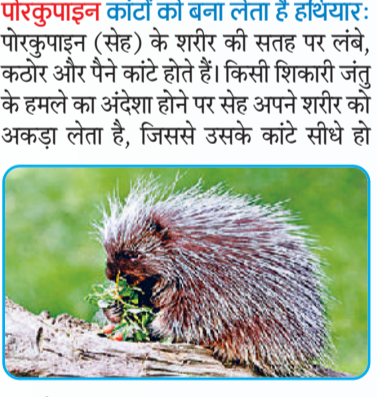 पोरकुपाइन कांटों को बना लेता है हथियारः
पोरकुपाइन (सेह) के शरीर की सतह पर लंबे,
कठोर और पैने कांटे होते हैं। किसी शिकारी जंतु
के हमले का अंदेशा होने पर सेह अपने शरीर को
अकड़ा लेता है, जिससे उसके कांटे सीधे हो